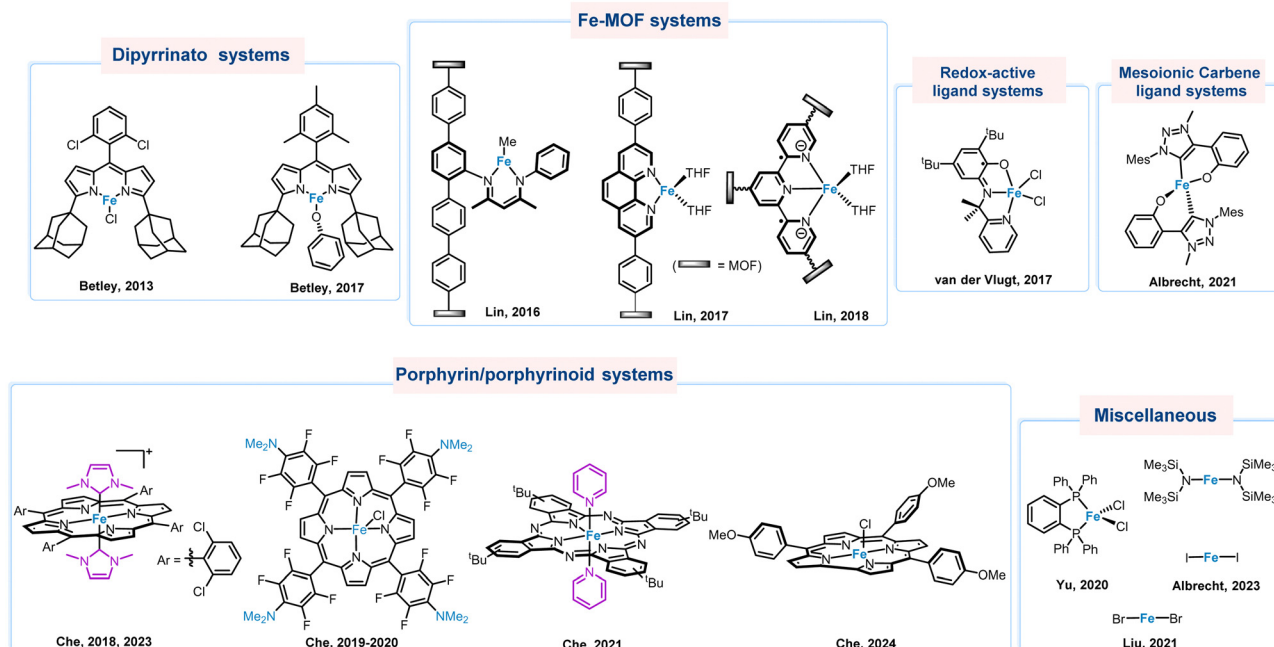 Dipyrrinato systems
Cl
Cl
N
N
Fe
Cl
Betley, 2013
N
N
Fe
O
Betley, 2017
Fe-MOF systems
Me
Fe
N
N
Lin, 2016
N
N
Fe
THF
THF
( = MOF)
Lin, 2017
N
N
N
Fe
THF
THF
Lin, 2018
Redox-active
ligand systems
tBu
tBu
O
N
Fe
Cl
Cl
N
van der Vlugt, 2017
Mesoionic Carbene
ligand systems
N
N
N
Mes
Fe
O
O
Mes
N
N
N
Albrecht, 2021
Porphyrin/porphyrinoid systems
+
N
N
Ar
Ar
Ar
Ar
N
N
N
N
Fe
N
N
Ar =
Cl
Cl
Che, 2018, 2023
Me2N
NMe2
F
F
F
F
F
F
F
F
N
N
N
N
Fe
Cl
F
F
F
F
F
F
F
F
Me2N
NMe2
Che, 2019-2020
N
tBu
tBu
tBu
tBu
N
N
N
N
N
N
N
N
Fe
N
Che, 2021
OMe
MeO
OMe
Cl
N
N
N
N
Fe
Che, 2024
Miscellaneous
Ph
Ph
P
P
Fe
Cl
Cl
Ph
Ph
Yu, 2020
Me3Si
SiMe3
N
Fe
N
Me3Si
SiMe3
I
Fe
I
Albrecht, 2023
Br
Fe
Br
Liu, 2021